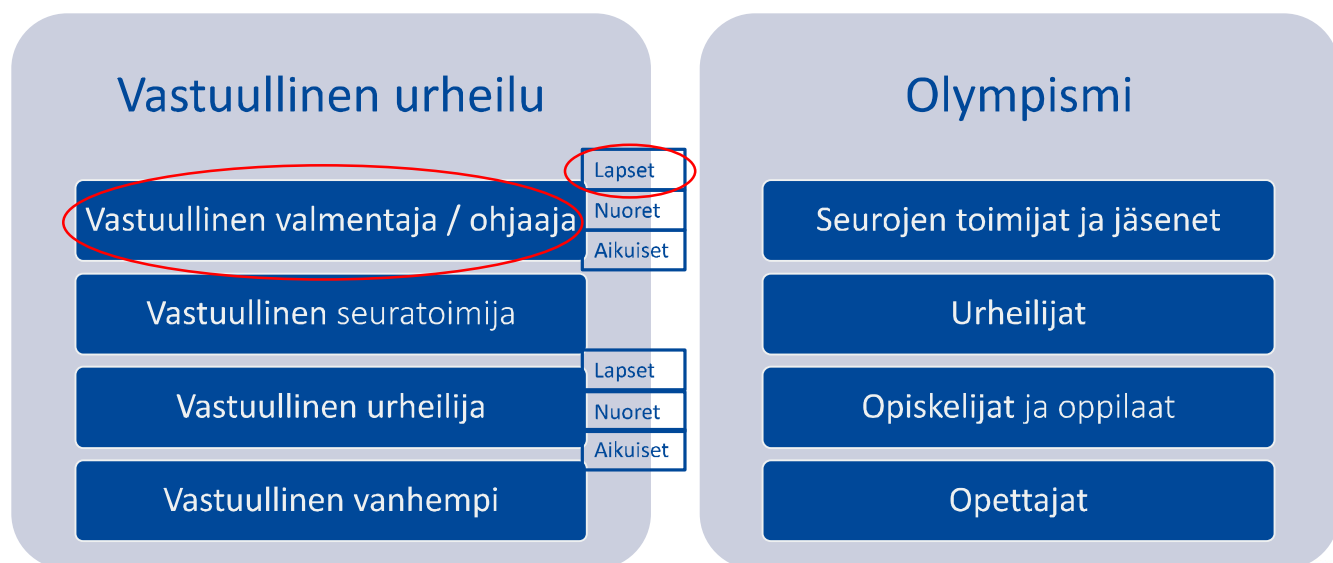 Vastuullinen urheilu
Lapset
Vastuullinen valmentaja / ohjaaja
Nuoret
Aikuiset
Vastuullinen seuratoimija
Lapset
Vastuullinen urheilija
Nuoret
Aikuiset
Vastuullinen vanhempi
Olympismi
Seurojen toimijat ja jäsenet
Urheilijat
Opiskelijat ja oppilaat
Opettajat